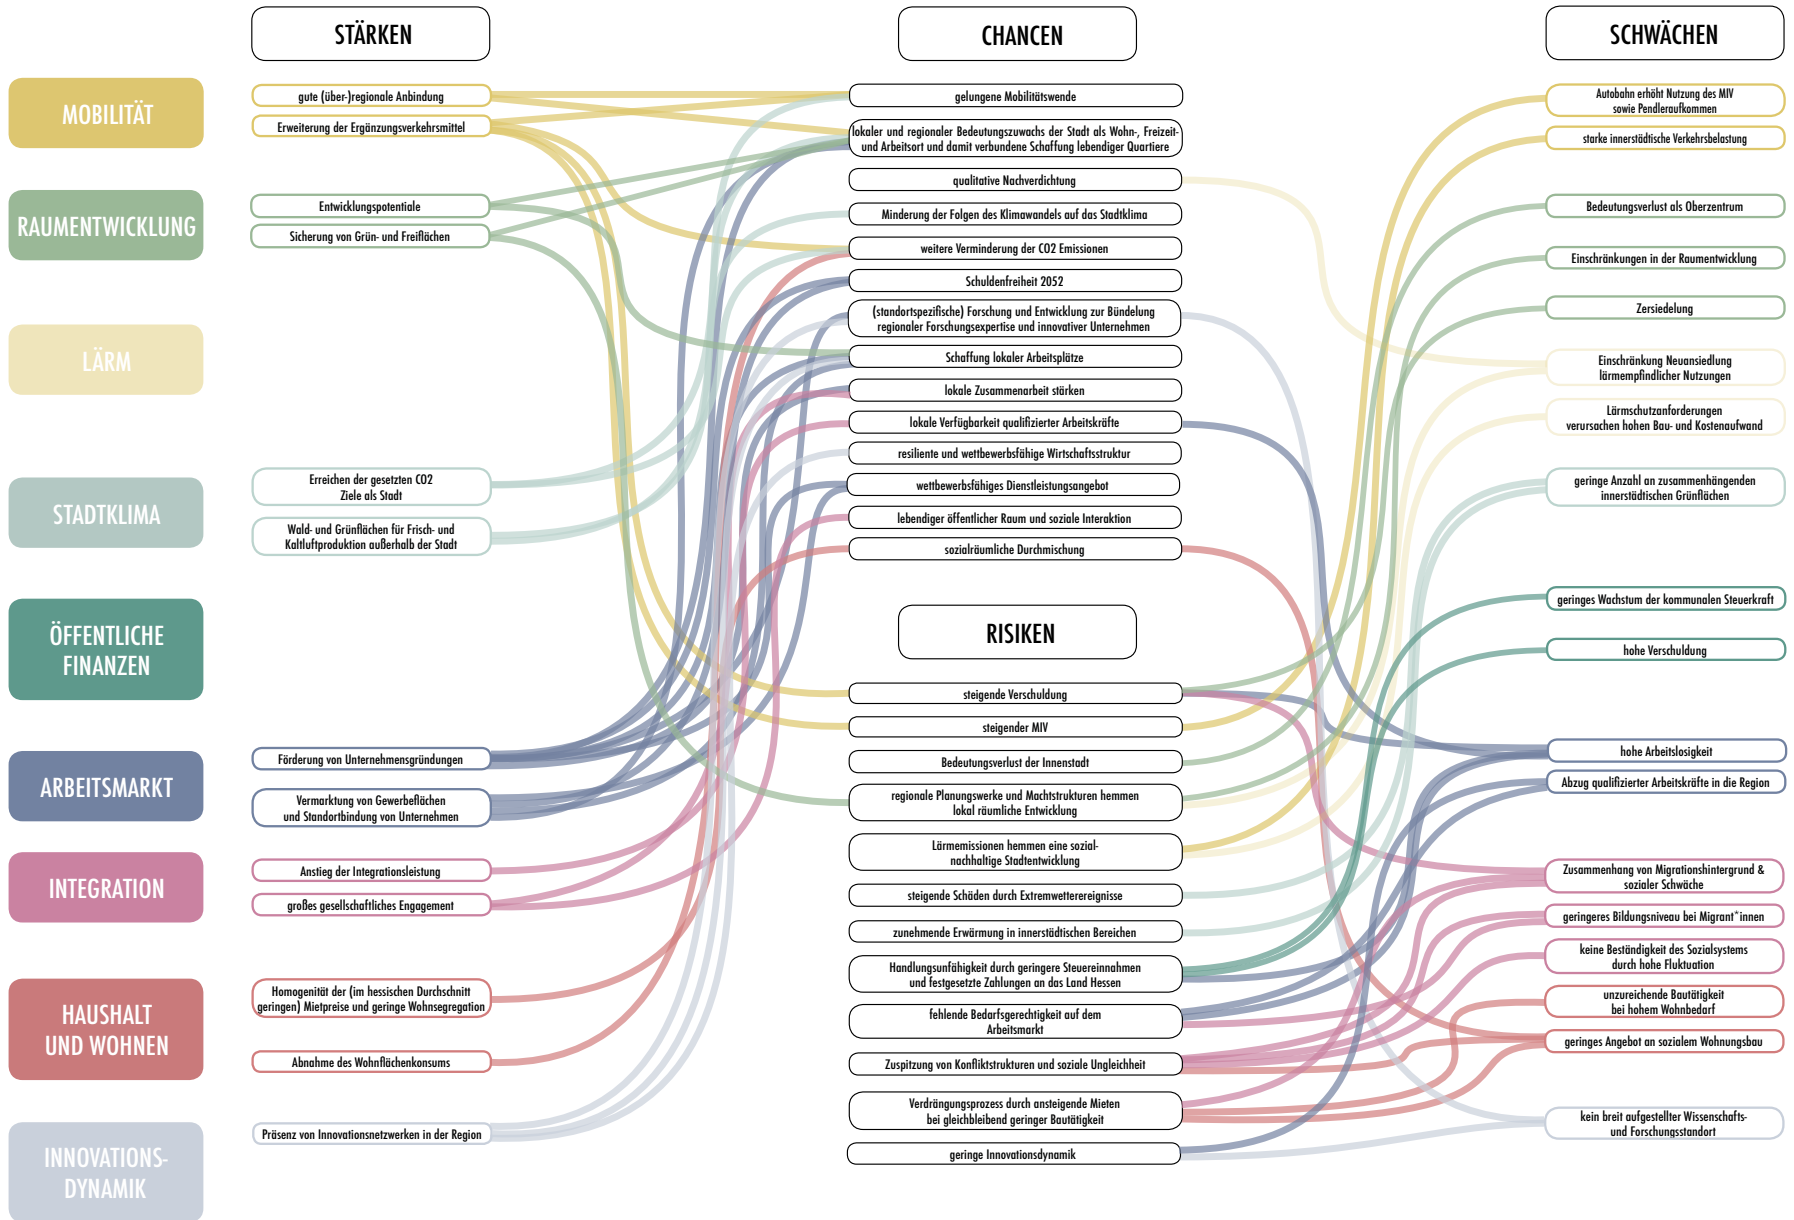 STÄRKEN
CHANCEN
SCHWÄCHEN
MOBILITÄT
gute (über-)regionale Anbindung
Erweiterung der Ergänzungsverkehrsmittel
RAUMENTWICKLUNG
Entwicklungspotentiale
Sicherung von Grün- und Freiflächen
LÄRM
STADTKLIMA
Erreichen der gesetzten CO2
Ziele als Stadt
Wald- und Grünflächen für Frisch- und
Kaltluftproduktion außerhalb der Stadt
ÖFFENTLICHE
FINANZEN
ARBEITSMARKT
Förderung von Unternehmensgründungen
Vermarktung von Gewerbeflächen
und Standortbindung von Unternehmen
INTEGRATION
Anstieg der Integrationsleistung
großes gesellschaftliches Engagement
HAUSHALT
UND WOHNEN
Homogenität der (im hessischen Durchschnitt
geringen) Mietpreise und geringe Wohnsegregation
Abnahme des Wohnflächenkonsums
INNOVATIONS-
DYNAMIK
Präsenz von Innovationsnetzwerken in der Region
gelungene Mobilitätswende
lokaler und regionaler Bedeutungszuwachs der Stadt als Wohn-, Freizeit-
und Arbeitsort und damit verbundene Schaffung lebendiger Quartiere
qualitative Nachverdichtung
Minderung der Folgen des Klimawandels auf das Stadtklima
weitere Verminderung der CO2 Emissionen
Schuldenfreiheit 2052
(standortspezifische) Forschung und Entwicklung zur Bündelung
regionaler Forschungsexpertise und innovativer Unternehmen
Schaffung lokaler Arbeitsplätze
lokale Zusammenarbeit stärken
lokale Verfügbarkeit qualifizierter Arbeitskräfte
resiliente und wettbewerbsfähige Wirtschaftsstruktur
wettbewerbsfähiges Dienstleistungsangebot
lebendiger öffentlicher Raum und soziale Interaktion
sozialräumliche Durchmischung
RISIKEN
steigende Verschuldung
steigender MIV
Bedeutungsverlust der Innenstadt
regionale Planungswerke und Machtstrukturen hemmen
lokal räumliche Entwicklung
Lärmemissionen hemmen eine sozial-
nachhaltige Stadtentwicklung
steigende Schäden durch Extremwetterereignisse
zunehmende Erwärmung in innerstädtischen Bereichen
Handlungsunfähigkeit durch geringere Steuereinnahmen
und festgesetzte Zahlungen an das Land Hessen
fehlende Bedarfsgerechtigkeit auf dem
Arbeitsmarkt
Zuspitzung von Konfliktstrukturen und soziale Ungleichheit
Verdrängungsprozess durch ansteigende Mieten
bei gleichbleibend geringer Bautätigkeit
geringe Innovationsdynamik
Autobahn erhöht Nutzung des MIV
sowie Pendleraufkommen
starke innerstädtische Verkehrsbelastung
Bedeutungsverlust als Oberzentrum
Einschränkungen in der Raumentwicklung
Zersiedelung
Einschränkung Neuansiedlung
lärmempfindlicher Nutzungen
Lärmschutzanforderungen
verursachen hohen Bau- und Kostenaufwand
geringe Anzahl an zusammenhängenden
innerstädtischen Grünflächen
geringes Wachstum der kommunalen Steuerkraft
hohe Verschuldung
hohe Arbeitslosigkeit
Abzug qualifizierter Arbeitskräfte in die Region
Zusammenhang von Migrationshintergrund &
sozialer Schwäche
geringeres Bildungsniveau bei Migrant*innen
keine Beständigkeit des Sozialsystems
durch hohe Fluktuation
unzureichende Bautätigkeit
bei hohem Wohnbedarf
geringes Angebot an sozialem Wohnungsbau
kein breit aufgestellter Wissenschafts-
und Forschungsstandort